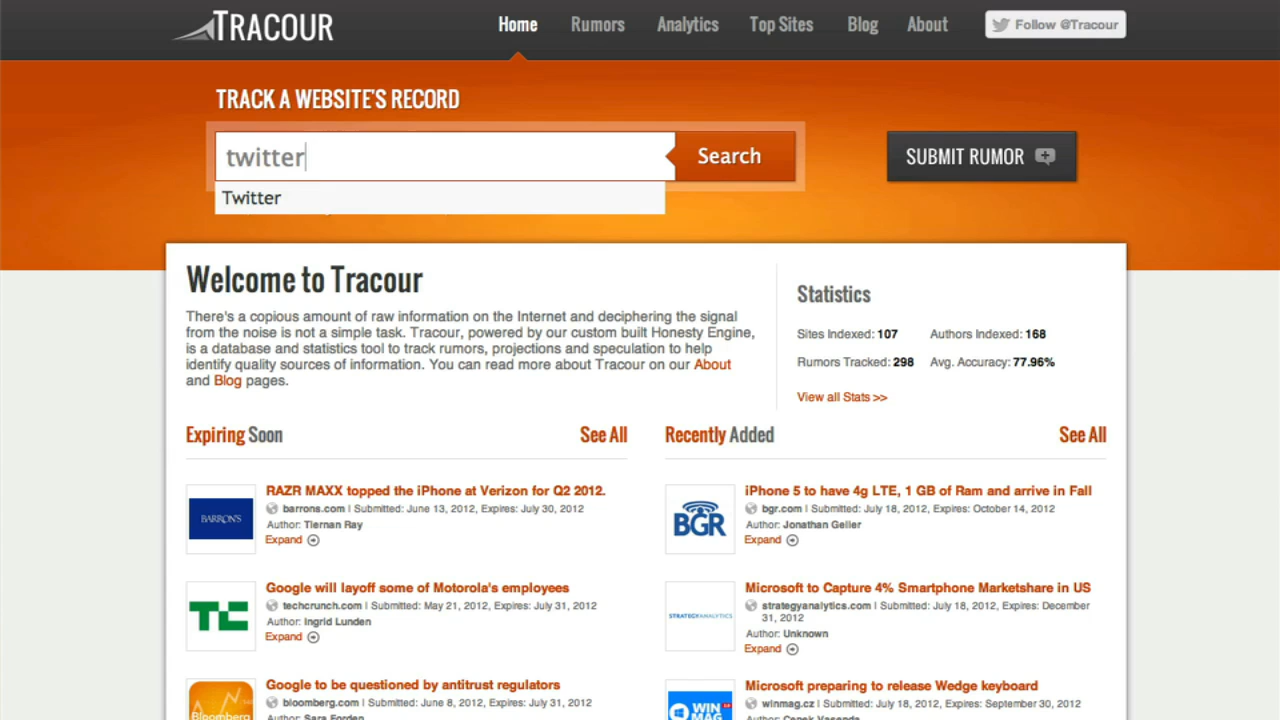 TRACOUR
Home
Rumors
Analytics
Top Sites
Blog
About
Follow @Tracour
TRACK A WEBSITE'S RECORD
twitter
Search
SUBMIT RUMOR
Twitter
Welcome to Tracour
There's a copious amount of raw information on the Internet and deciphering the signal
from the noise is not a simple task. Tracour, powered by our custom built Honesty Engine,
is a database and statistics tool to track rumors, projections and speculation to help
identify quality sources of information. You can read more about Tracour on our About
and Blog pages.
Statistics
Sites Indexed: 107
Authors Indexed: 168
Rumors Tracked: 298
Avg. Accuracy: 77.96%
View all Stats >>
Expiring Soon
See All
BARRON'S
RAZR MAXX topped the iPhone at Verizon for Q2 2012.
barrons.com | Submitted: June 13, 2012, Expires: July 30, 2012
Author: Tiernan Ray
Expand
TC
Google will layoff some of Motorola's employees
techcrunch.com | Submitted: May 21, 2012, Expires: July 31, 2012
Author: Ingrid Lunden
Expand
Bloomberg
Google to be questioned by antitrust regulators
bloomberg.com | Submitted: June 8, 2012, Expires: July 31, 2012
Author: Sara Forden
Recently Added
See All
BGR
iPhone 5 to have 4g LTE, 1 GB of Ram and arrive in Fall
bgr.com | Submitted: July 18, 2012, Expires: October 14, 2012
Author: Jonathan Geller
Expand
STRATEGYANALYTICS
Microsoft to Capture 4% Smartphone Marketshare in US
strategyanalytics.com | Submitted: July 18, 2012, Expires: December
31, 2012
Author: Unknown
Expand
WIN
MAG
Microsoft preparing to release Wedge keyboard
winmag.cz | Submitted: July 18, 2012, Expires: September 30, 2012
Author: Cenek Vasenda